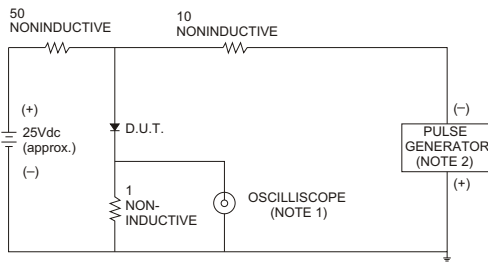 50
NONINDUCTIVE
10
NONINDUCTIVE
(+)
25Vdc
(approx.)
(–)
D.U.T.
1
NON-
INDUCTIVE
OSCILLISCOPE
(NOTE 1)
(–)
PULSE
GENERATOR
(NOTE 2)
(+)